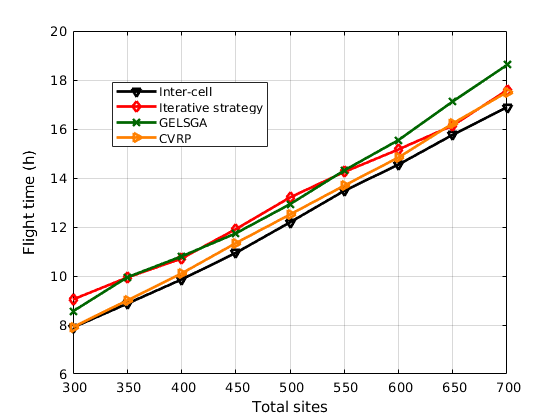 20
18
16
14
12
10
8
6
Flight time (h)
Inter-cell
Iterative strategy
GELSGA
CVRP
300 350 400 450 500 550 600 650 700
Total sites